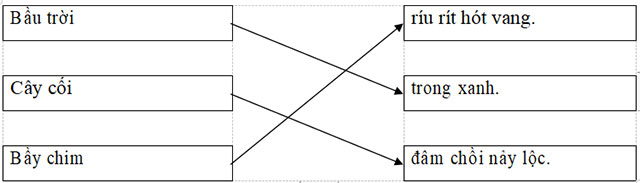 Bầu trời
ríu rít hót vang.
Cây cối
trong xanh.
Bầy chim
đâm chồi nảy lộc.